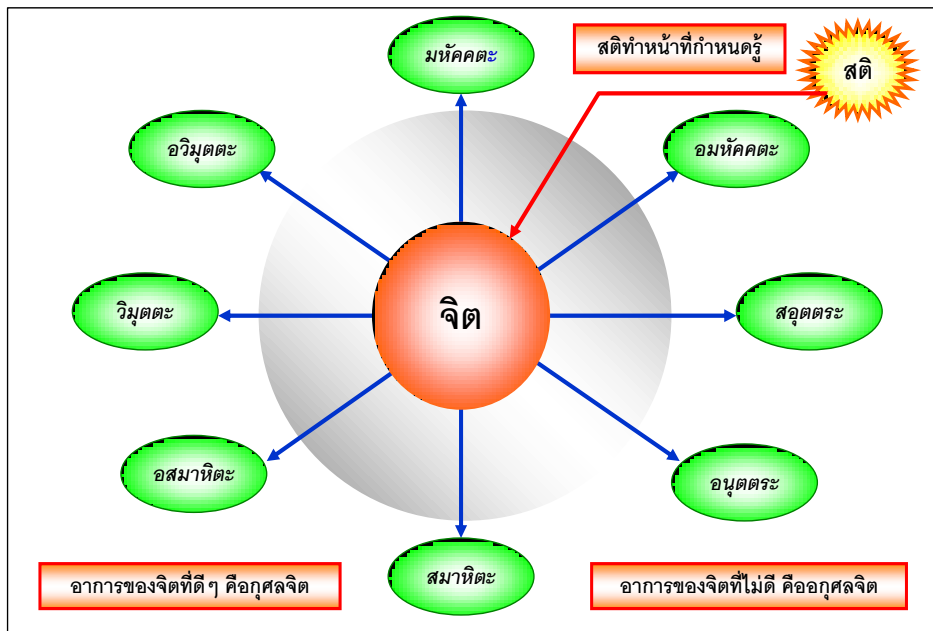 มหัคคตะ
สติทำหน้าที่กำหนดรู้
สติ
อวิมุตตะ
อมหัคคตะ
วิมุตตะ
จิต
สอุตตระ
อสมาหิตะ
อนุตตระ
สมาหิตะ
อาการของจิตที่ดีๆ คือกุศลจิต
อาการของจิตที่ไม่ดี คืออกุศลจิต